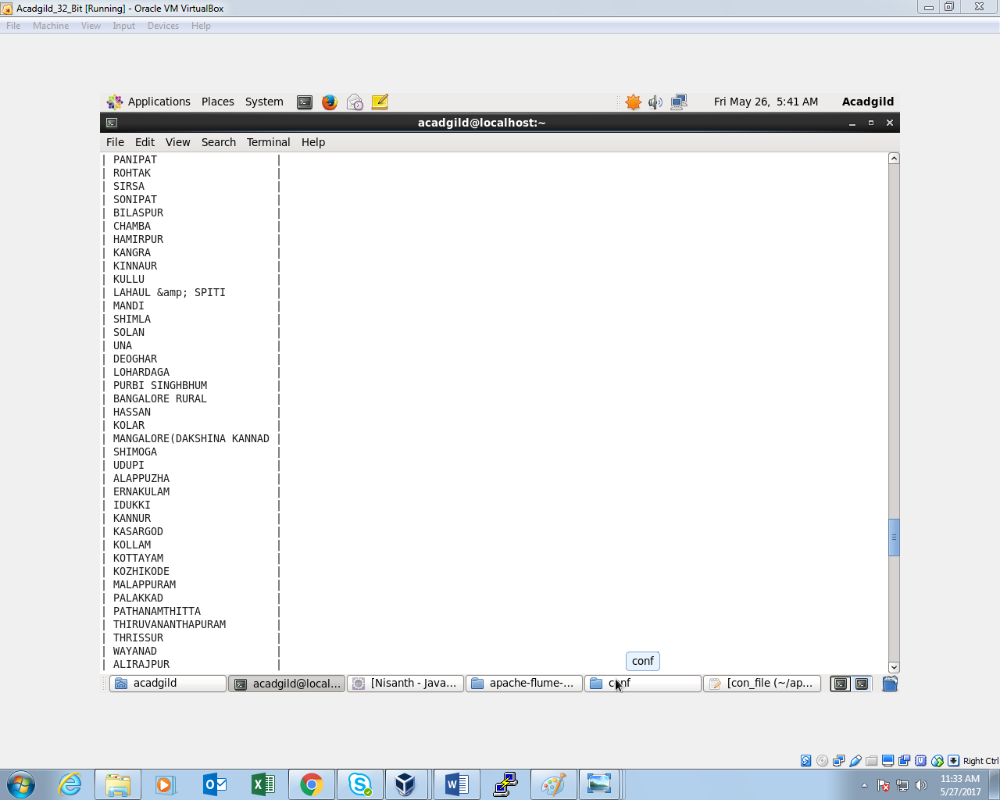 Acadgild_32_Bit [Running] - Oracle VM VirtualBox
File Machine View Input Devices Help
Applications Places System Fri May 26, 5:41 AM Acadgild
acadgild@localhost:~
File Edit View Search Terminal Help
| PANIPAT |
| ROHTAK |
| SIRSA |
| SONIPAT |
| BILASPUR |
| CHAMBA |
| HAMIRPUR |
| KANGRA |
| KINNAUR |
| KULLU |
| LAHAUL &amp; SPITI |
| MANDI |
| SHIMLA |
| SOLAN |
| UNA |
| DEOGHAR |
| LOHARDAGA |
| PURBI SINGHBHUM |
| BANGALORE RURAL |
| HASSAN |
| KOLAR |
| MANGALORE(DAKSHINA KANNAD |
| SHIMOGA |
| UDUPI |
| ALAPPUZHA |
| ERNAKULAM |
| IDUKKI |
| KANNUR |
| KASARGOD |
| KOLLAM |
| KOTTAYAM |
| KOZHIKODE |
| MALAPPURAM |
| PALAKKAD |
| PATHANAMTHITTA |
| THIRUVANANTHAPURAM |
| THRISSUR |
| WAYANAD |
| ALIRAJPUR |
conf
acadgild acadgild@local... [Nisanth - Java... apache-flume-... conf [con_file (~/ap...
Right Ctrl
11:33 AM
5/27/2017